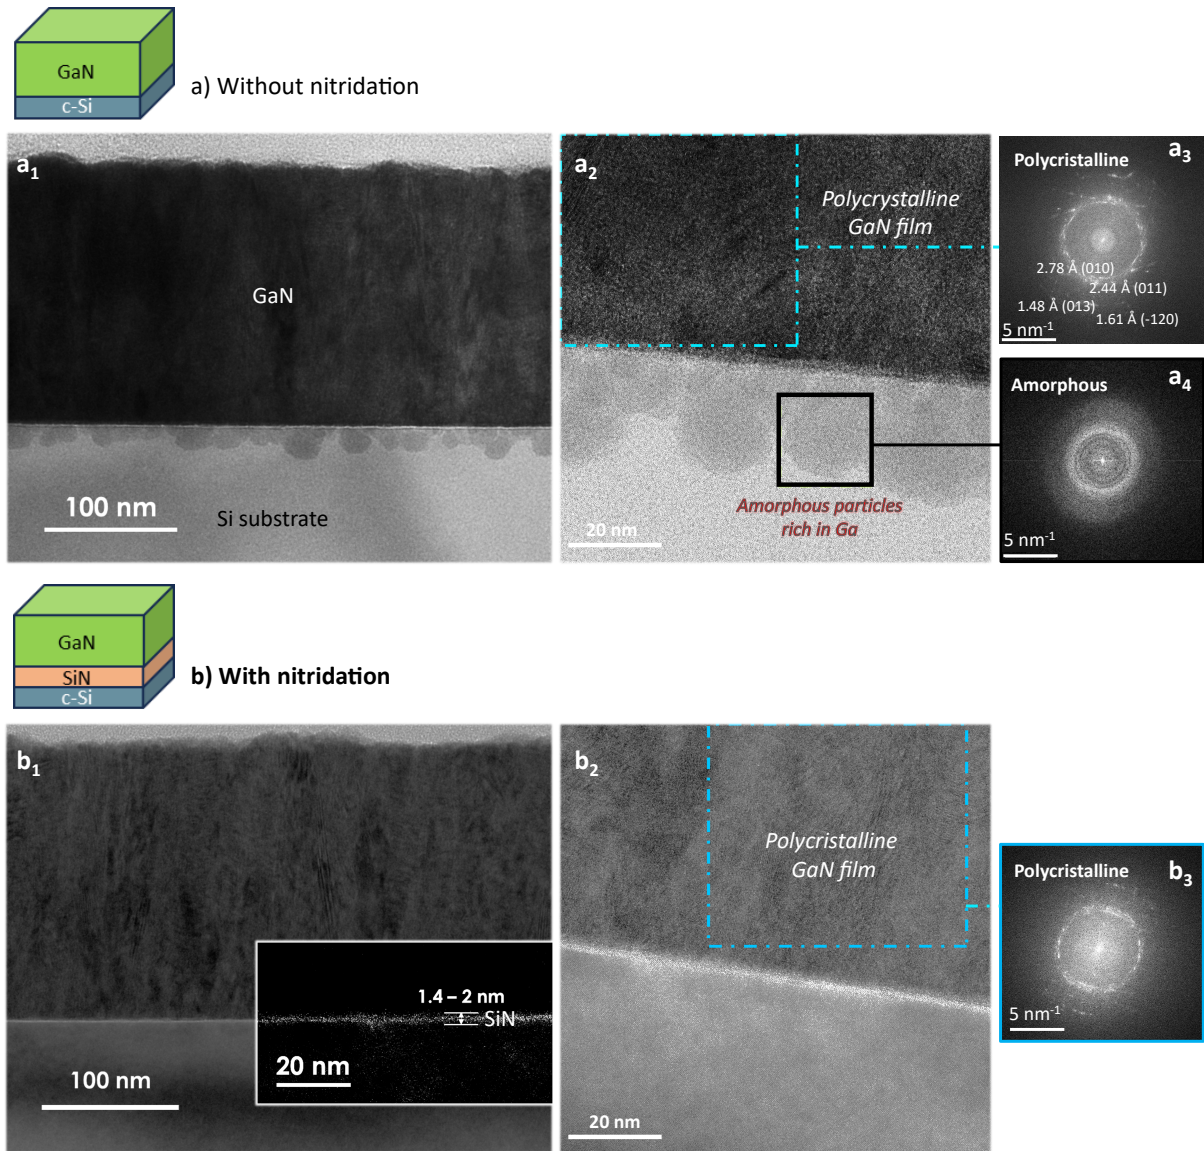 GaN
c-Si
a) Without nitridation
a1
GaN
100 nm
Si substrate
a2
Polycrystalline
GaN film
Amorphous particles
rich in Ga
20 nm
Polycristalline
a3
2.78 Å (010)
2.44 Å (011)
1.48 Å (013)
1.61 Å (-120)
5 nm-1
Amorphous
a4
5 nm-1
GaN
SiN
c-Si
b) With nitridation
b1
1.4 – 2 nm
SiN
20 nm
100 nm
b2
Polycristalline
GaN film
20 nm
Polycristalline
b3
5 nm-1